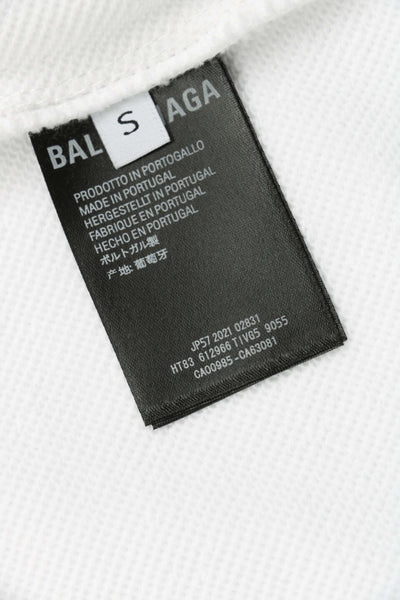 S
BAL AGA
PRODOTTO IN PORTOGALLO
MADE IN PORTUGAL
HERGESTELLT IN PORTUGAL
FABRIQUE EN PORTUGAL
HECHO EN PORTUGAL
ポルトガル製
产地: 葡萄牙
JP57 2021 02831
HT83 612966 TIVG5 9055
CA00985-CA63081